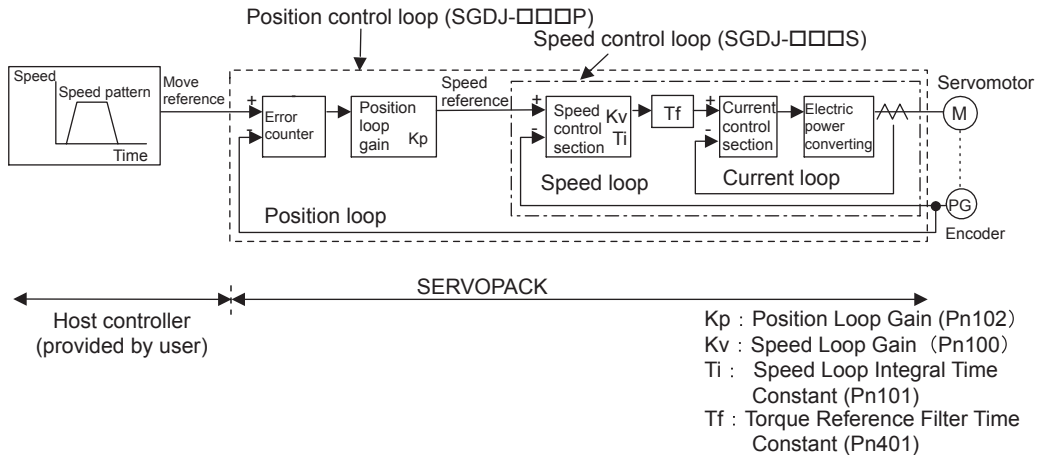 Position control loop (SGDJ-□□□P)
Speed control loop (SGDJ-□□□S)
Speed
Speed pattern
Time
Move
reference
+
-
Error
counter
Position
loop
gain Kp
Speed
reference
+
-
Speed
control
section
Kv
Ti
Tf
+
-
Current
control
section
Electric
power
converting
Servomotor
M
Speed loop
Current loop
Position loop
PG
Encoder
SERVOPACK
Host controller
(provided by user)
Kp : Position Loop Gain (Pn102)
Kv : Speed Loop Gain (Pn100)
Ti : Speed Loop Integral Time
Constant (Pn101)
Tf : Torque Reference Filter Time
Constant (Pn401)